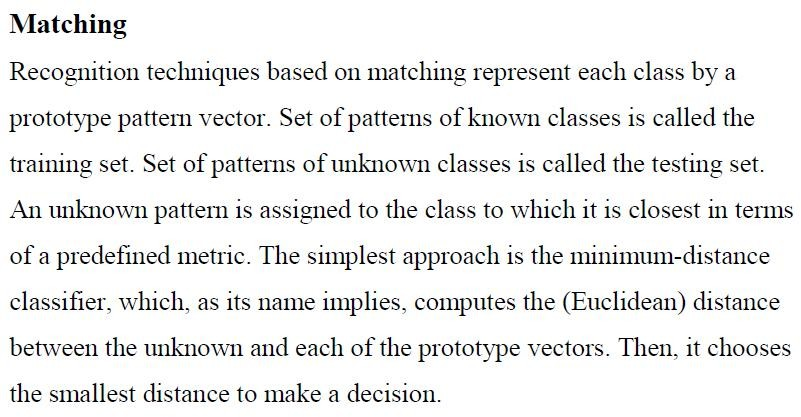 Matching
Recognition techniques based on matching represent each class by a
prototype pattern vector. Set of patterns of known classes is called the
training set. Set of patterns of unknown classes is called the testing set.
An unknown pattern is assigned to the class to which it is closest in terms
of a predefined metric. The simplest approach is the minimum-distance
classifier, which, as its name implies, computes the (Euclidean) distance
between the unknown and each of the prototype vectors. Then, it chooses
the smallest distance to make a decision.